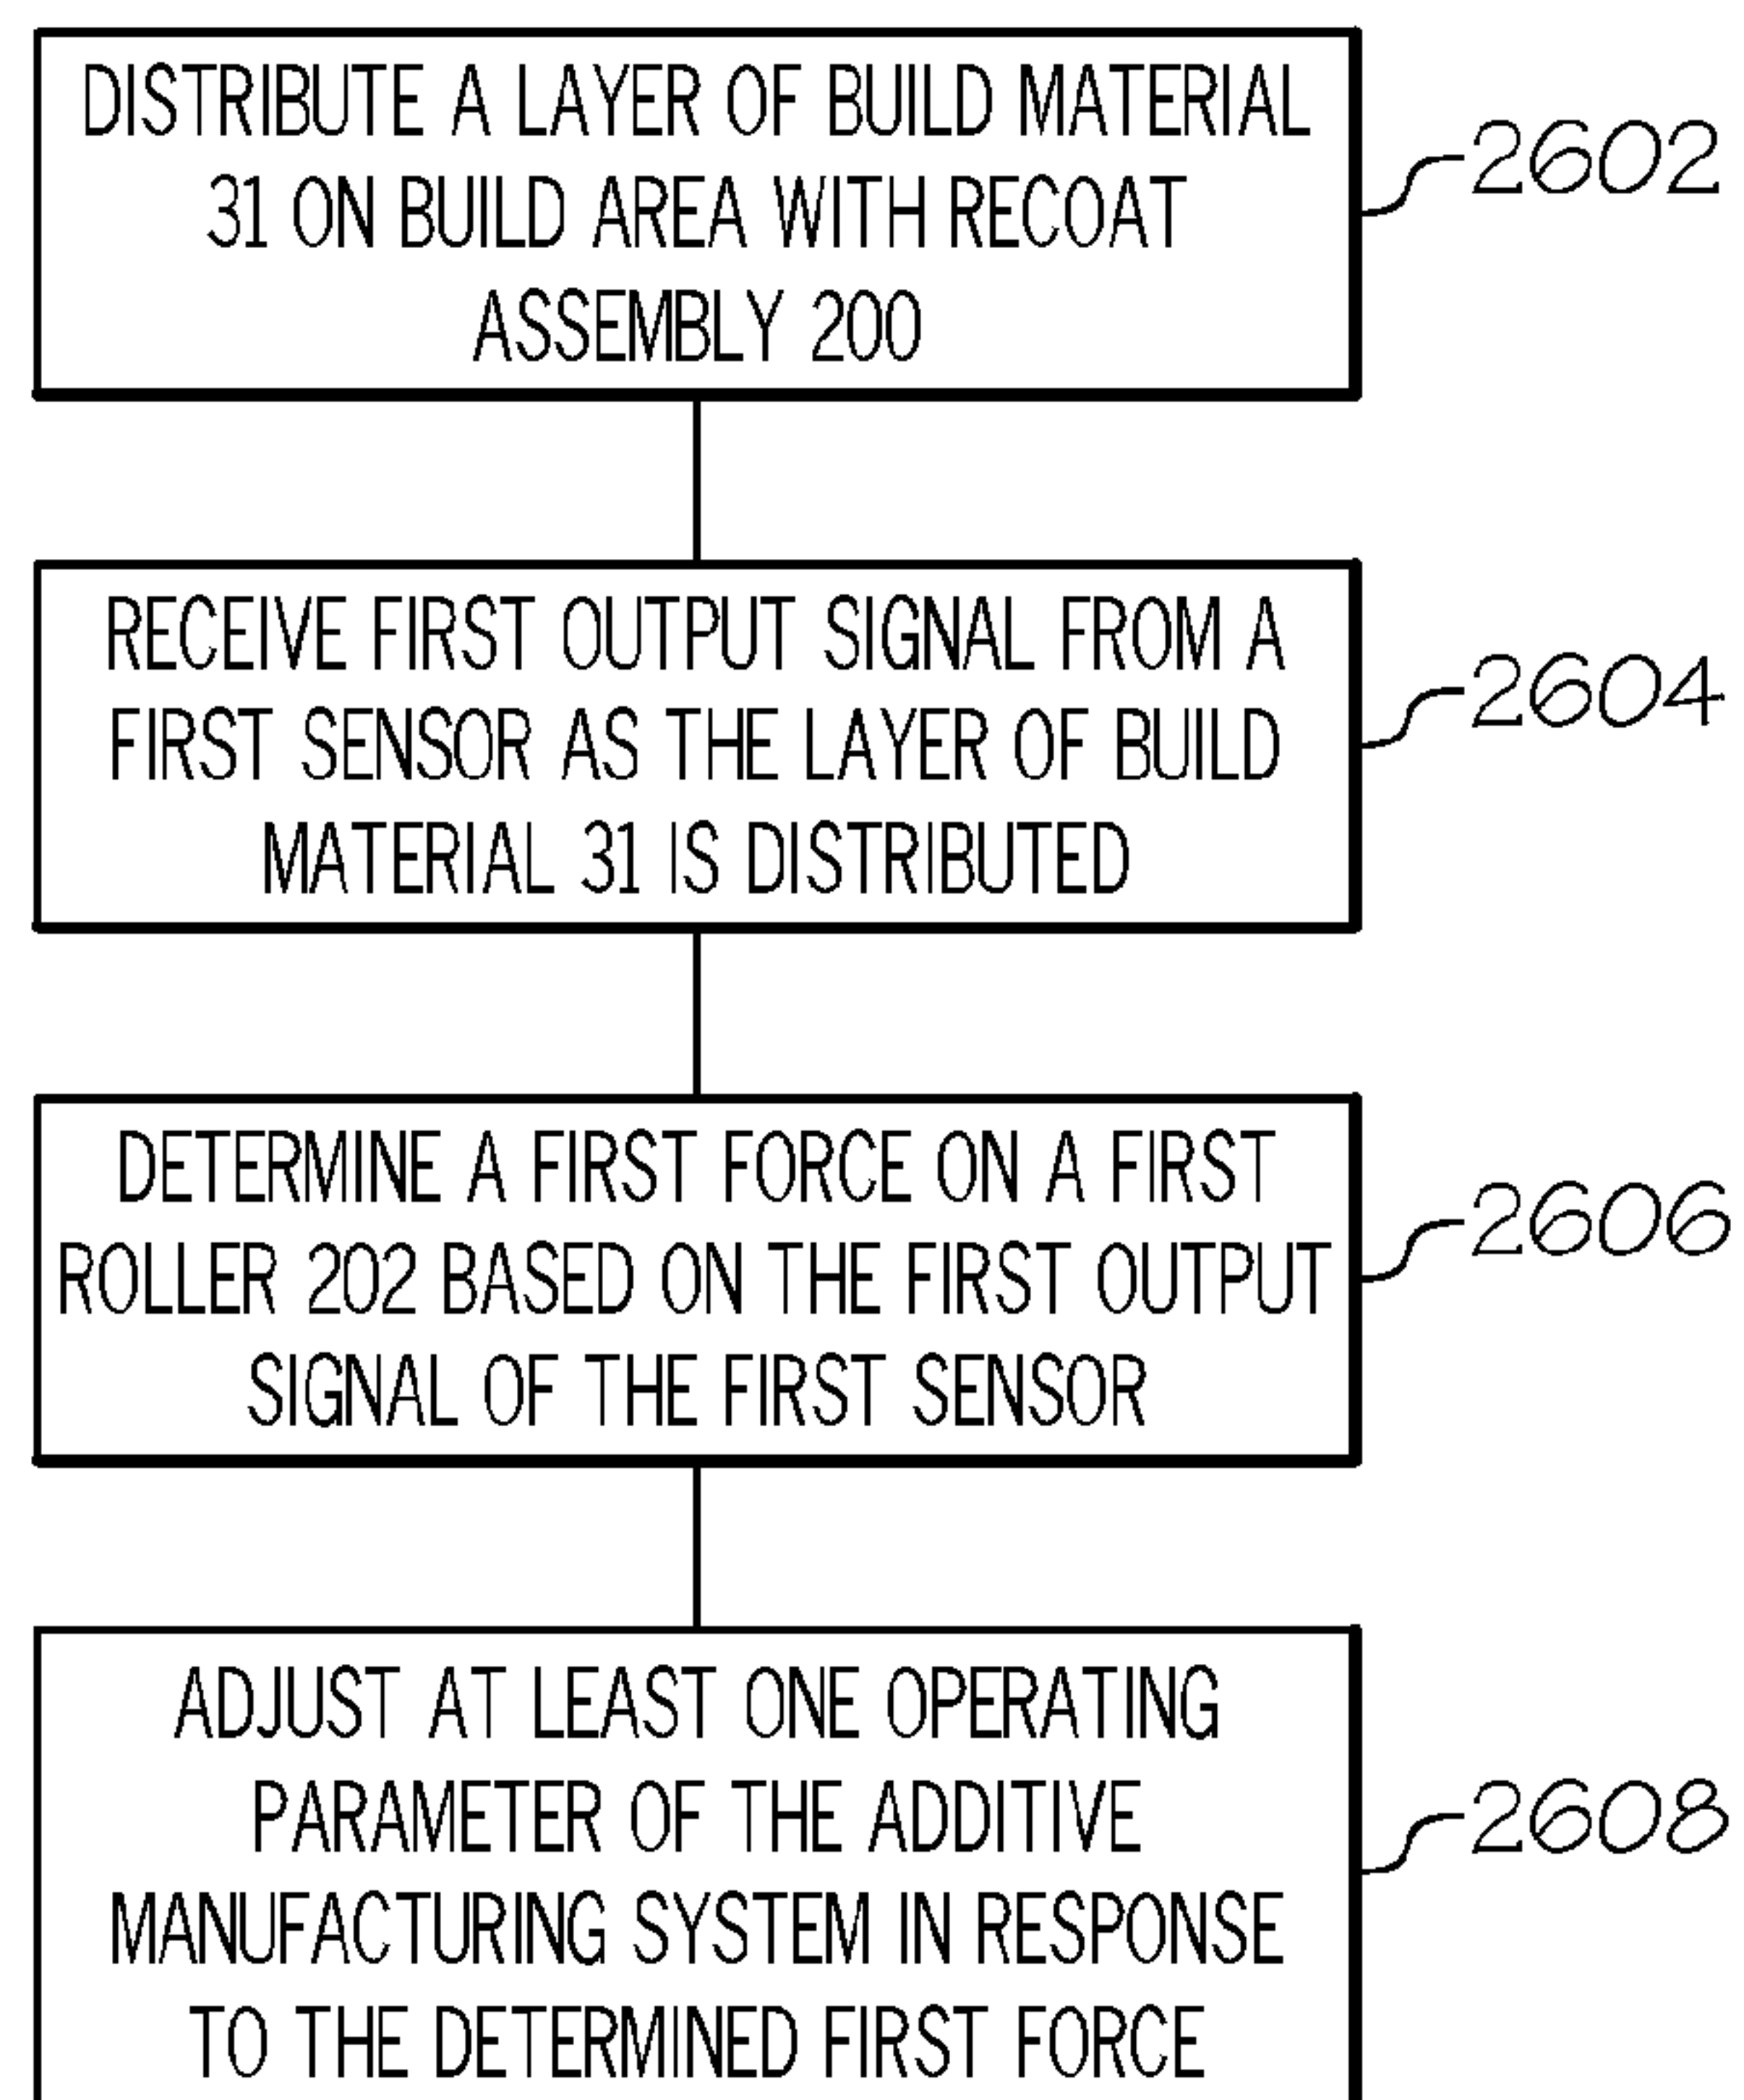 DISTRIBUTE A LAYER OF BUILD MATERIAL
31 ON BUILD AREA WITH RECOAT
ASSEMBLY 200
2602
RECEIVE FIRST OUTPUT SIGNAL FROM A
FIRST SENSOR AS THE LAYER OF BUILD
MATERIAL 31 IS DISTRIBUTED
2604
DETERMINE A FIRST FORCE ON A FIRST
ROLLER 202 BASED ON THE FIRST OUTPUT
SIGNAL OF THE FIRST SENSOR
2606
ADJUST AT LEAST ONE OPERATING
PARAMETER OF THE ADDITIVE
MANUFACTURING SYSTEM IN RESPONSE
TO THE DETERMINED FIRST FORCE
2608